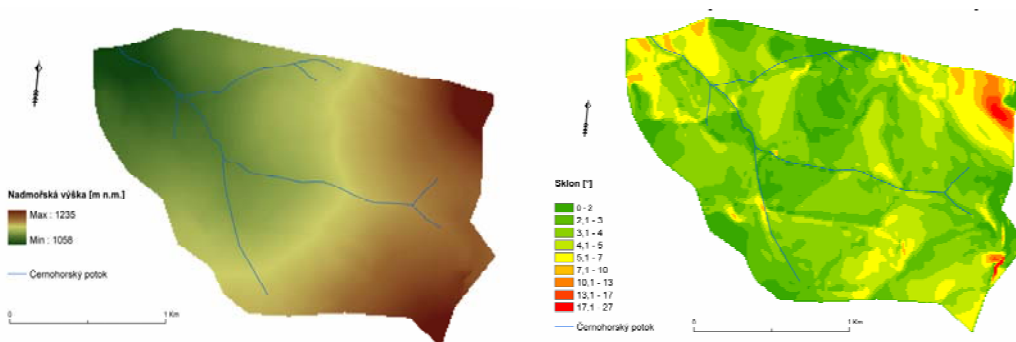 Nadmořská výška [m n.m.]
Max : 1235
Min : 1058
Černohorský potok
0
1 Km
Sklon [°]
0 - 2
2,1 - 3
3,1 - 4
4,1 - 5
5,1 - 7
7,1 - 10
10,1 - 13
13,1 - 17
17,1 - 27
Černohorský potok
0
1 Km